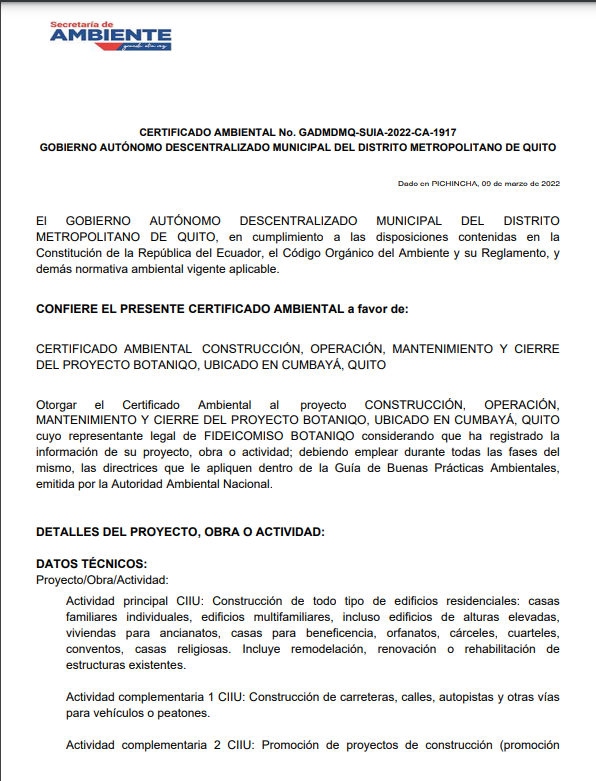 Secretaría de
AMBIENTE
grande otra vez
CERTIFICADO AMBIENTAL No. GADMDMQ-SUIA-2022-CA-1917
GOBIERNO AUTÓNOMO DESCENTRALIZADO MUNICIPAL DEL DISTRITO METROPOLITANO DE QUITO
Dado en PICHINCHA, 09 de marzo de 2022
El GOBIERNO AUTÓNOMO DESCENTRALIZADO MUNICIPAL DEL DISTRITO
METROPOLITANO DE QUITO, en cumplimiento a las disposiciones contenidas en la
Constitución de la República del Ecuador, el Código Orgánico del Ambiente y su Reglamento, y
demás normativa ambiental vigente aplicable.
CONFIERE EL PRESENTE CERTIFICADO AMBIENTAL a favor de:
CERTIFICADO AMBIENTAL CONSTRUCCIÓN, OPERACIÓN, MANTENIMIENTO Y CIERRE
DEL PROYECTO BOTANIQO, UBICADO EN CUMBAYÁ, QUITO
Otorgar el Certificado Ambiental al proyecto CONSTRUCCIÓN, OPERACIÓN,
MANTENIMIENTO Y CIERRE DEL PROYECTO BOTANIQO, UBICADO EN CUMBAYÁ, QUITO
cuyo representante legal de FIDEICOMISO BOTANIQO considerando que ha registrado la
información de su proyecto, obra o actividad; debiendo emplear durante todas las fases del
mismo, las directrices que le apliquen dentro de la Guía de Buenas Prácticas Ambientales,
emitida por la Autoridad Ambiental Nacional.
DETALLES DEL PROYECTO, OBRA O ACTIVIDAD:
DATOS TÉCNICOS:
Proyecto/Obra/Actividad:
Actividad principal CIIU: Construcción de todo tipo de edificios residenciales: casas
familiares individuales, edificios multifamiliares, incluso edificios de alturas elevadas,
viviendas para ancianatos, casas para beneficencia, orfanatos, cárceles, cuarteles,
conventos, casas religiosas. Incluye remodelación, renovación o rehabilitación de
estructuras existentes.
Actividad complementaria 1 CIIU: Construcción de carreteras, calles, autopistas y otras vías
para vehículos o peatones.
Actividad complementaria 2 CIIU: Promoción de proyectos de construcción (promoción